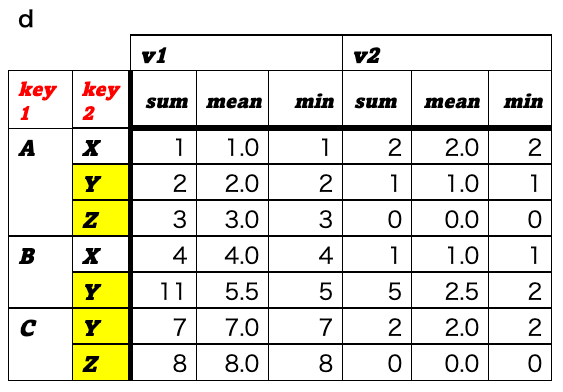 d
v1 v2
key 1 key 2 sum mean min sum mean min
A X 1 1.0 1 2 2.0 2
Y 2 2.0 2 1 1.0 1
Z 3 3.0 3 0 0.0 0
B X 4 4.0 4 1 1.0 1
Y 11 5.5 5 5 2.5 2
C Y 7 7.0 7 2 2.0 2
Z 8 8.0 8 0 0.0 0